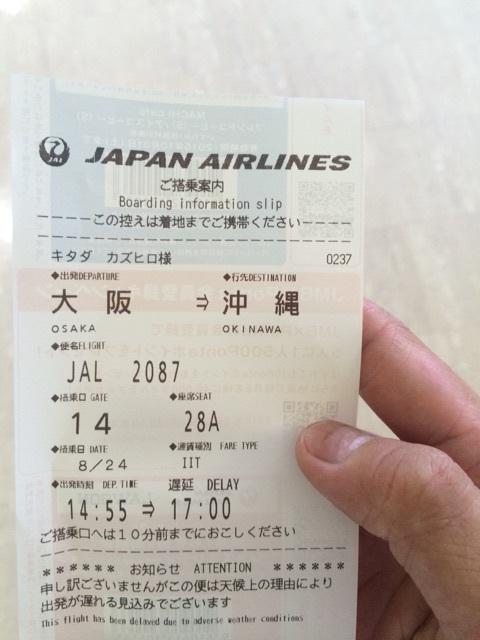 JAL JAPAN AIRLINES
ご搭乗案内
Boarding information slip
この控えは着地までご携帯ください
キタダ カズヒロ様 0237
◆出発DEPARTURE ◆行先DESTINATION
大阪 ⇒ 沖縄
OSAKA OKINAWA
◆便名FLIGHT
JAL 2087
◆搭乗口 GATE ◆座席SEAT
14 28A
◆搭乗日 DATE ◆運賃種別 FARE TYPE
8/24 IIT
◆出発時刻 DEP.TIME 遅延 DELAY
14:55 ⇒ 17:00
ご搭乗口へは10分前までにおこしください
****** お知らせ ATTENTION ******
申し訳ございませんがこの便は天候上の理由により
出発が遅れる見込みでございます
This flight has been delayed due to adverse weather conditions